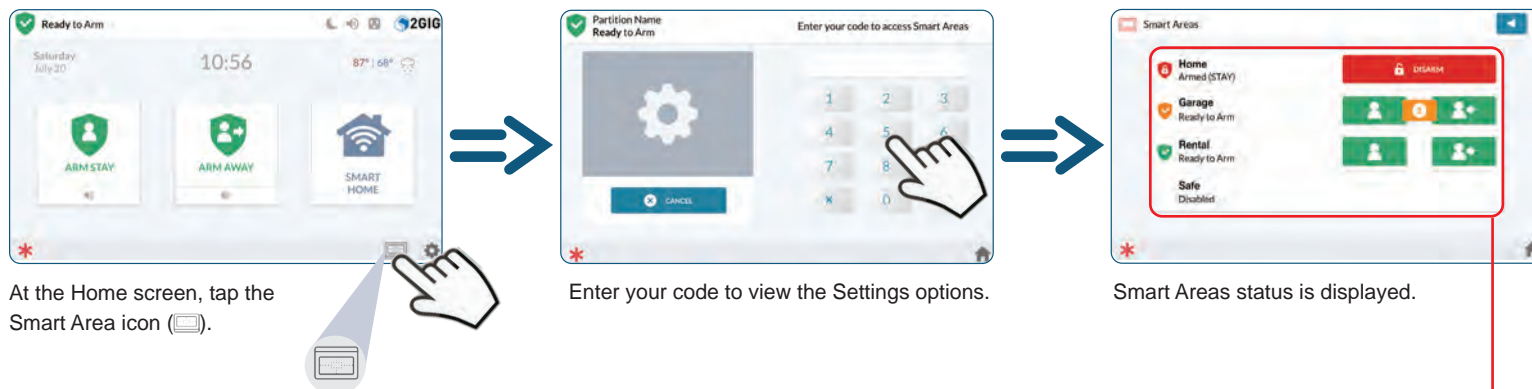 Ready to Arm
2GIG
Saturday
July 20
10:56
87° | 68°
ARM STAY
ARM AWAY
SMART
HOME
At the Home screen, tap the
Smart Area icon ( ).
Partition Name
Ready to Arm
Enter your code to access Smart Areas
1 2 3
4 5 6
7 8
* 0
CANCEL
Enter your code to view the Settings options.
Smart Areas
Home
Armed (STAY)
DISARM
Garage
Ready to Arm
Rental
Ready to Arm
Safe
Disabled
Smart Areas status is displayed.